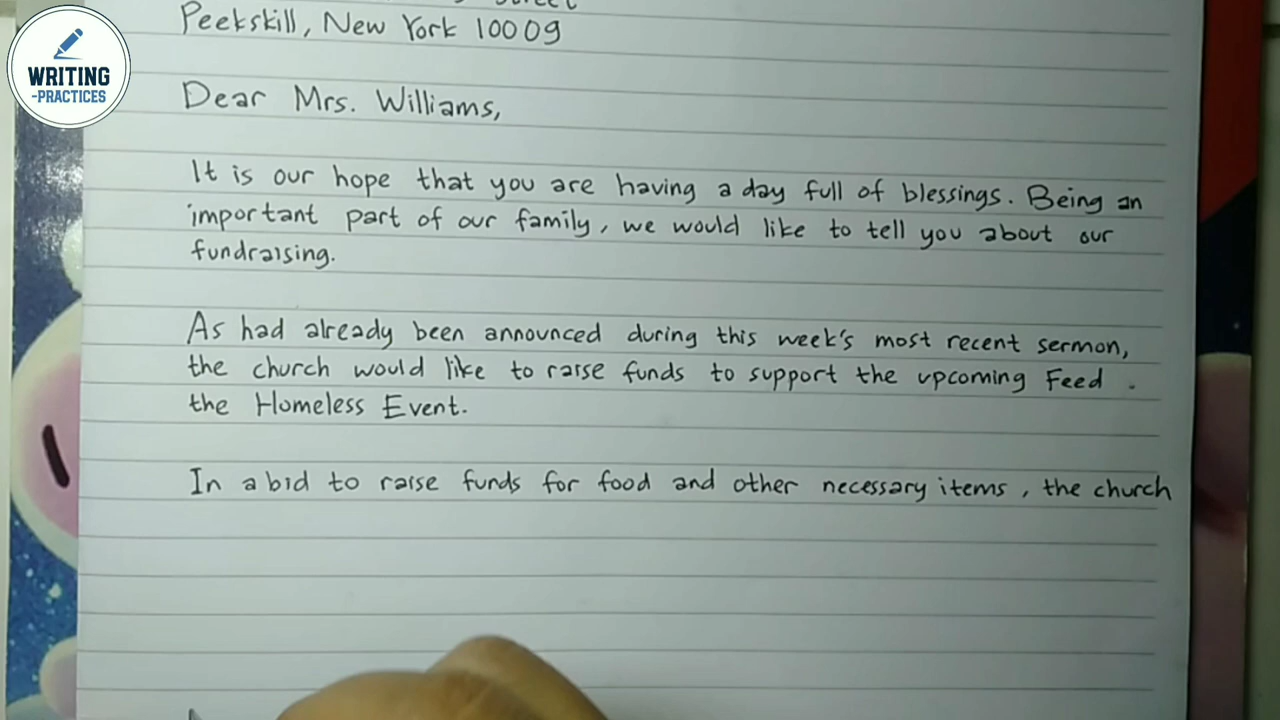 WRITING
-PRACTICES
Peekskill, New York 10009
Dear Mrs. Williams,
It is our hope that you are having a day full of blessings. Being an
important part of our family, we would like to tell you about our
fundraising.
As had already been announced during this week's most recent sermon,
the church would like to raise funds to support the upcoming Feed
the Homeless Event.
In a bid to raise funds for food and other necessary items, the church